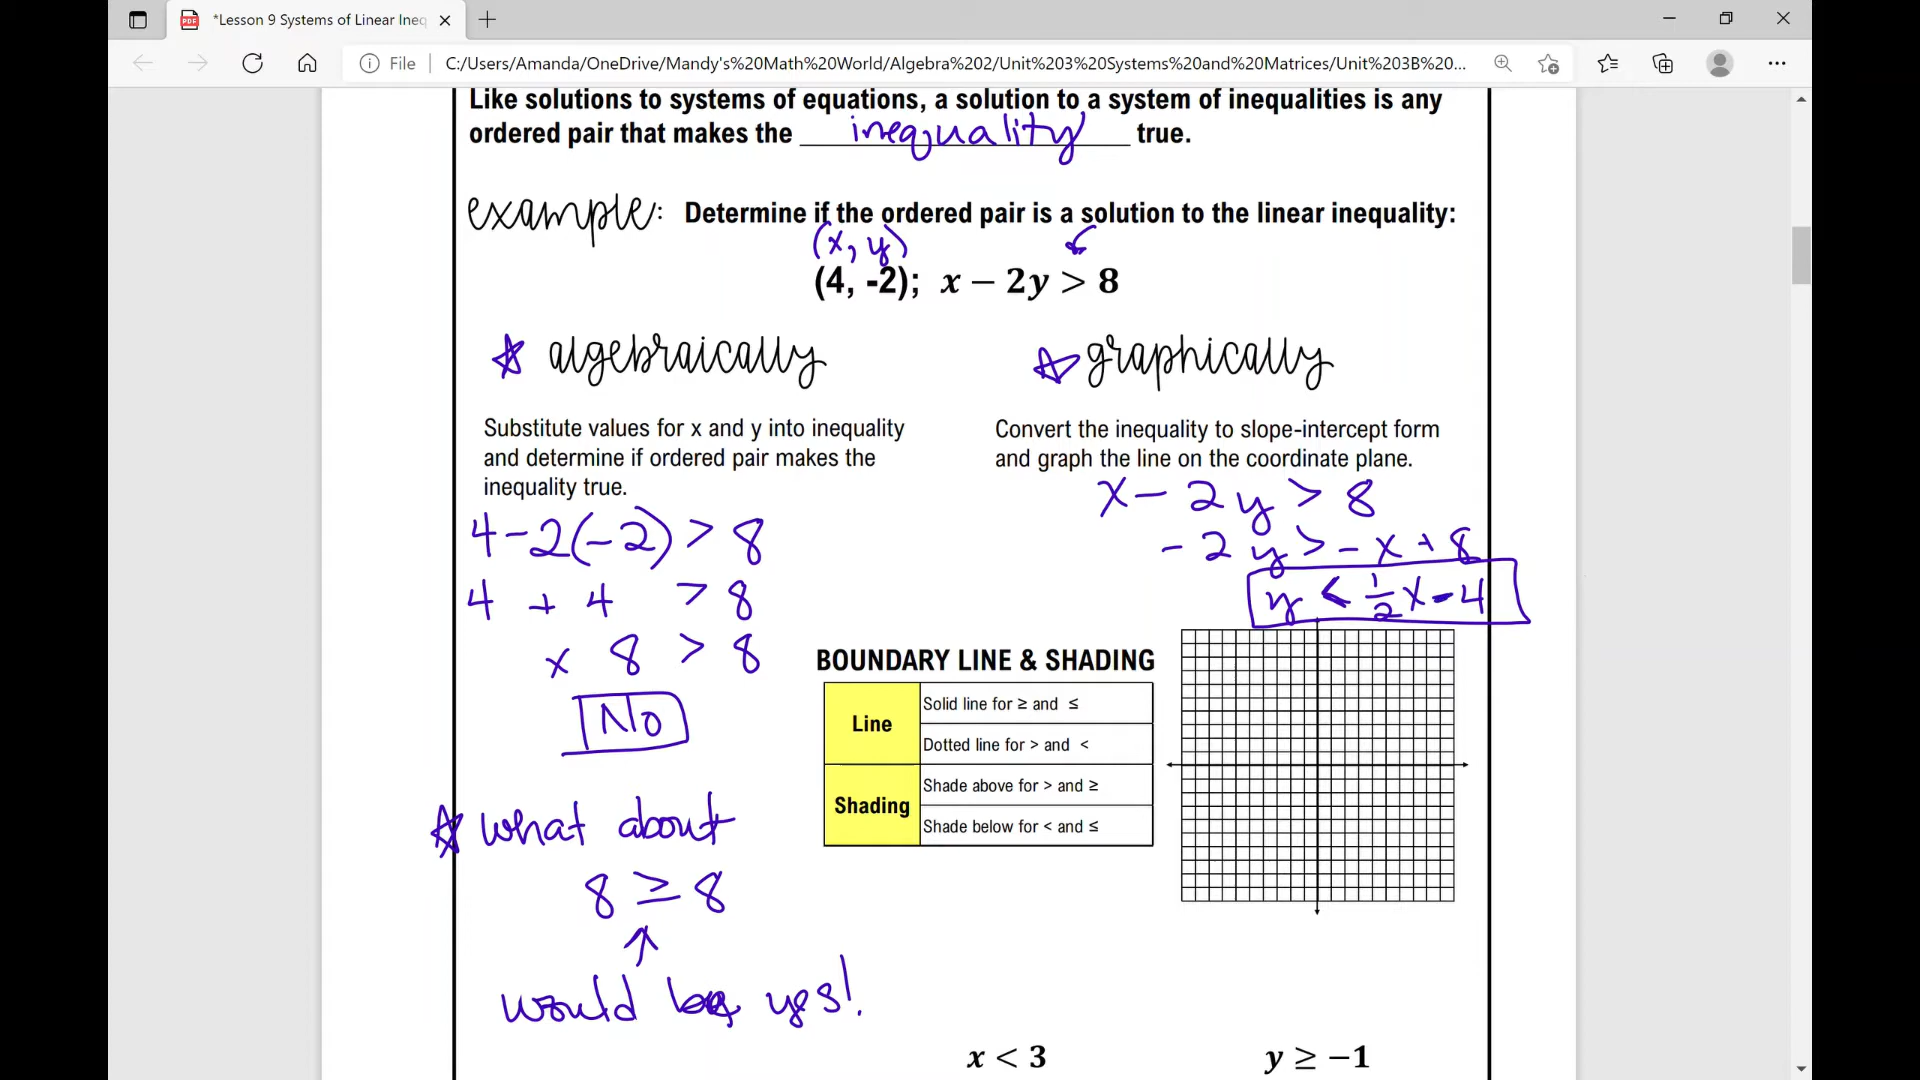 *Lesson 9 Systems of Linear Ineq
File
C:/Users/Amanda/OneDrive/Mandy's%20Math%20World/Algebra%202/Unit%203%20Systems%20and%20Matrices/Unit%203B%20...
Like solutions to systems of equations, a solution to a system of inequalities is any
ordered pair that makes the inequality true.
example: Determine if the ordered pair is a solution to the linear inequality:
(x, y)
(4, -2); x − 2y > 8
algebraically
Substitute values for x and y into inequality
and determine if ordered pair makes the
inequality true.
4 - 2(-2) > 8
4 + 4 > 8
x 8 > 8
No
what about
8 ≥ 8
would be yes!
graphically
Convert the inequality to slope-intercept form
and graph the line on the coordinate plane.
x - 2y > 8
-2y > -x + 8
y < 1/2 x - 4
BOUNDARY LINE & SHADING
Line
Solid line for ≥ and ≤
Dotted line for > and <
Shading
Shade above for > and ≥
Shade below for < and ≤
x < 3
y ≥ −1